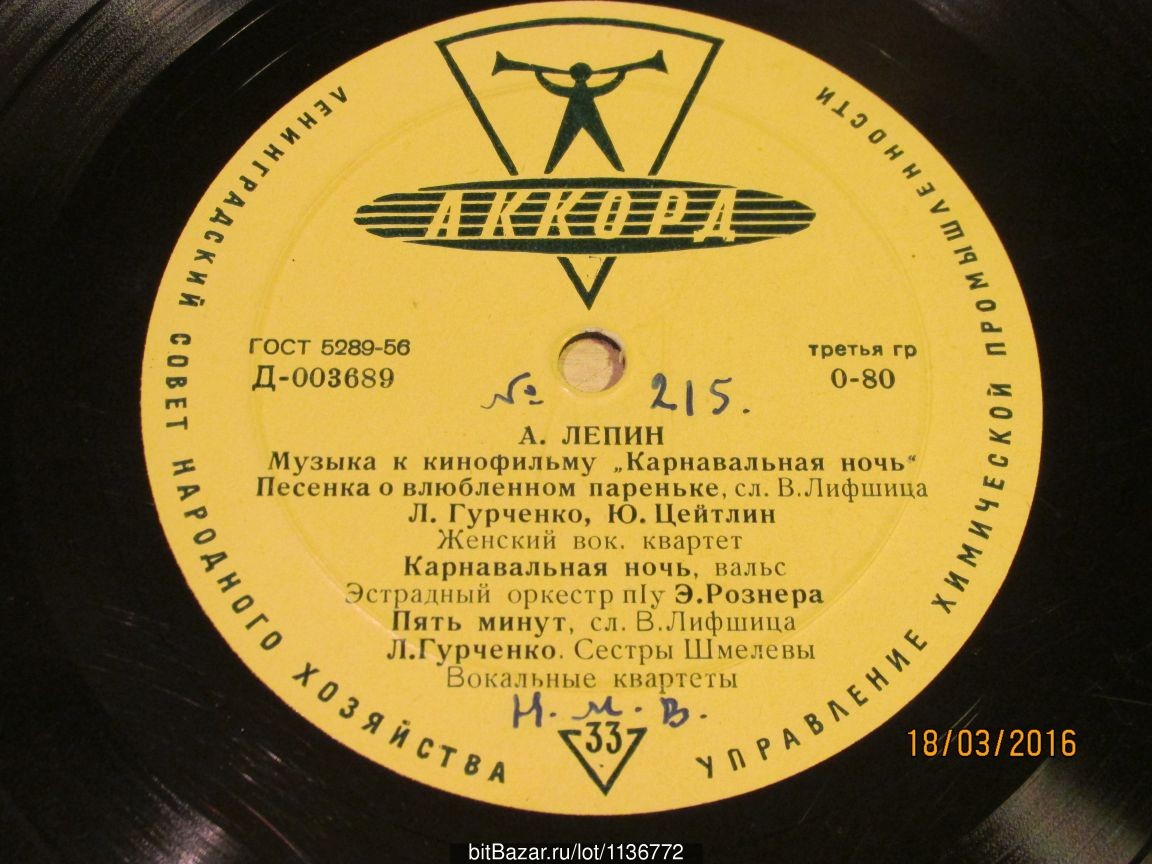 ЛЕНИНГРАДСКИЙ СОВЕТ НАРОДНОГО ХОЗЯЙСТВА
УПРАВЛЕНИЕ ХИМИЧЕСКОЙ ПРОМЫШЛЕННОСТИ
АККОРД
ГОСТ 5289-56
третья гр
Д-003689
0-80
№ 215.
А. ЛЕПИН
Музыка к кинофильму „Карнавальная ночь“
Песенка о влюбленном пареньке, сл. В.Лифшица
Л. Гурченко, Ю. Цейтлин
Женский вок. квартет
Карнавальная ночь, вальс
Эстрадный оркестр пIу Э.Рознера
Пять минут, сл. В.Лифшица
Л.Гурченко. Сестры Шмелевы
Вокальные квартеты
Н. М. В.
33
18/03/2016
bitBazar.ru/lot/1136772